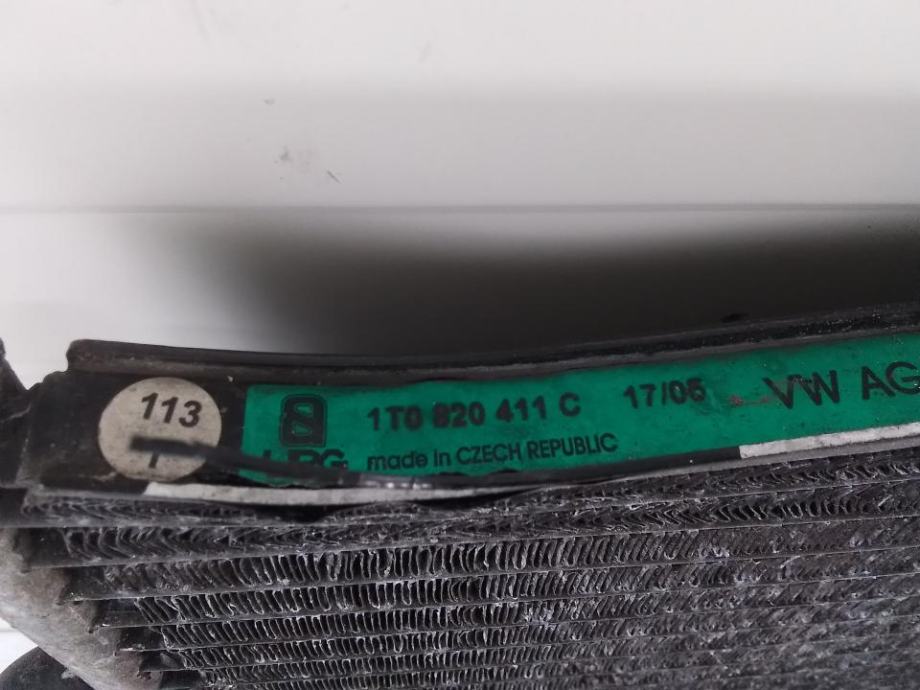 113
1T0 820 411 C 17/05 VW AG
made in CZECH REPUBLIC